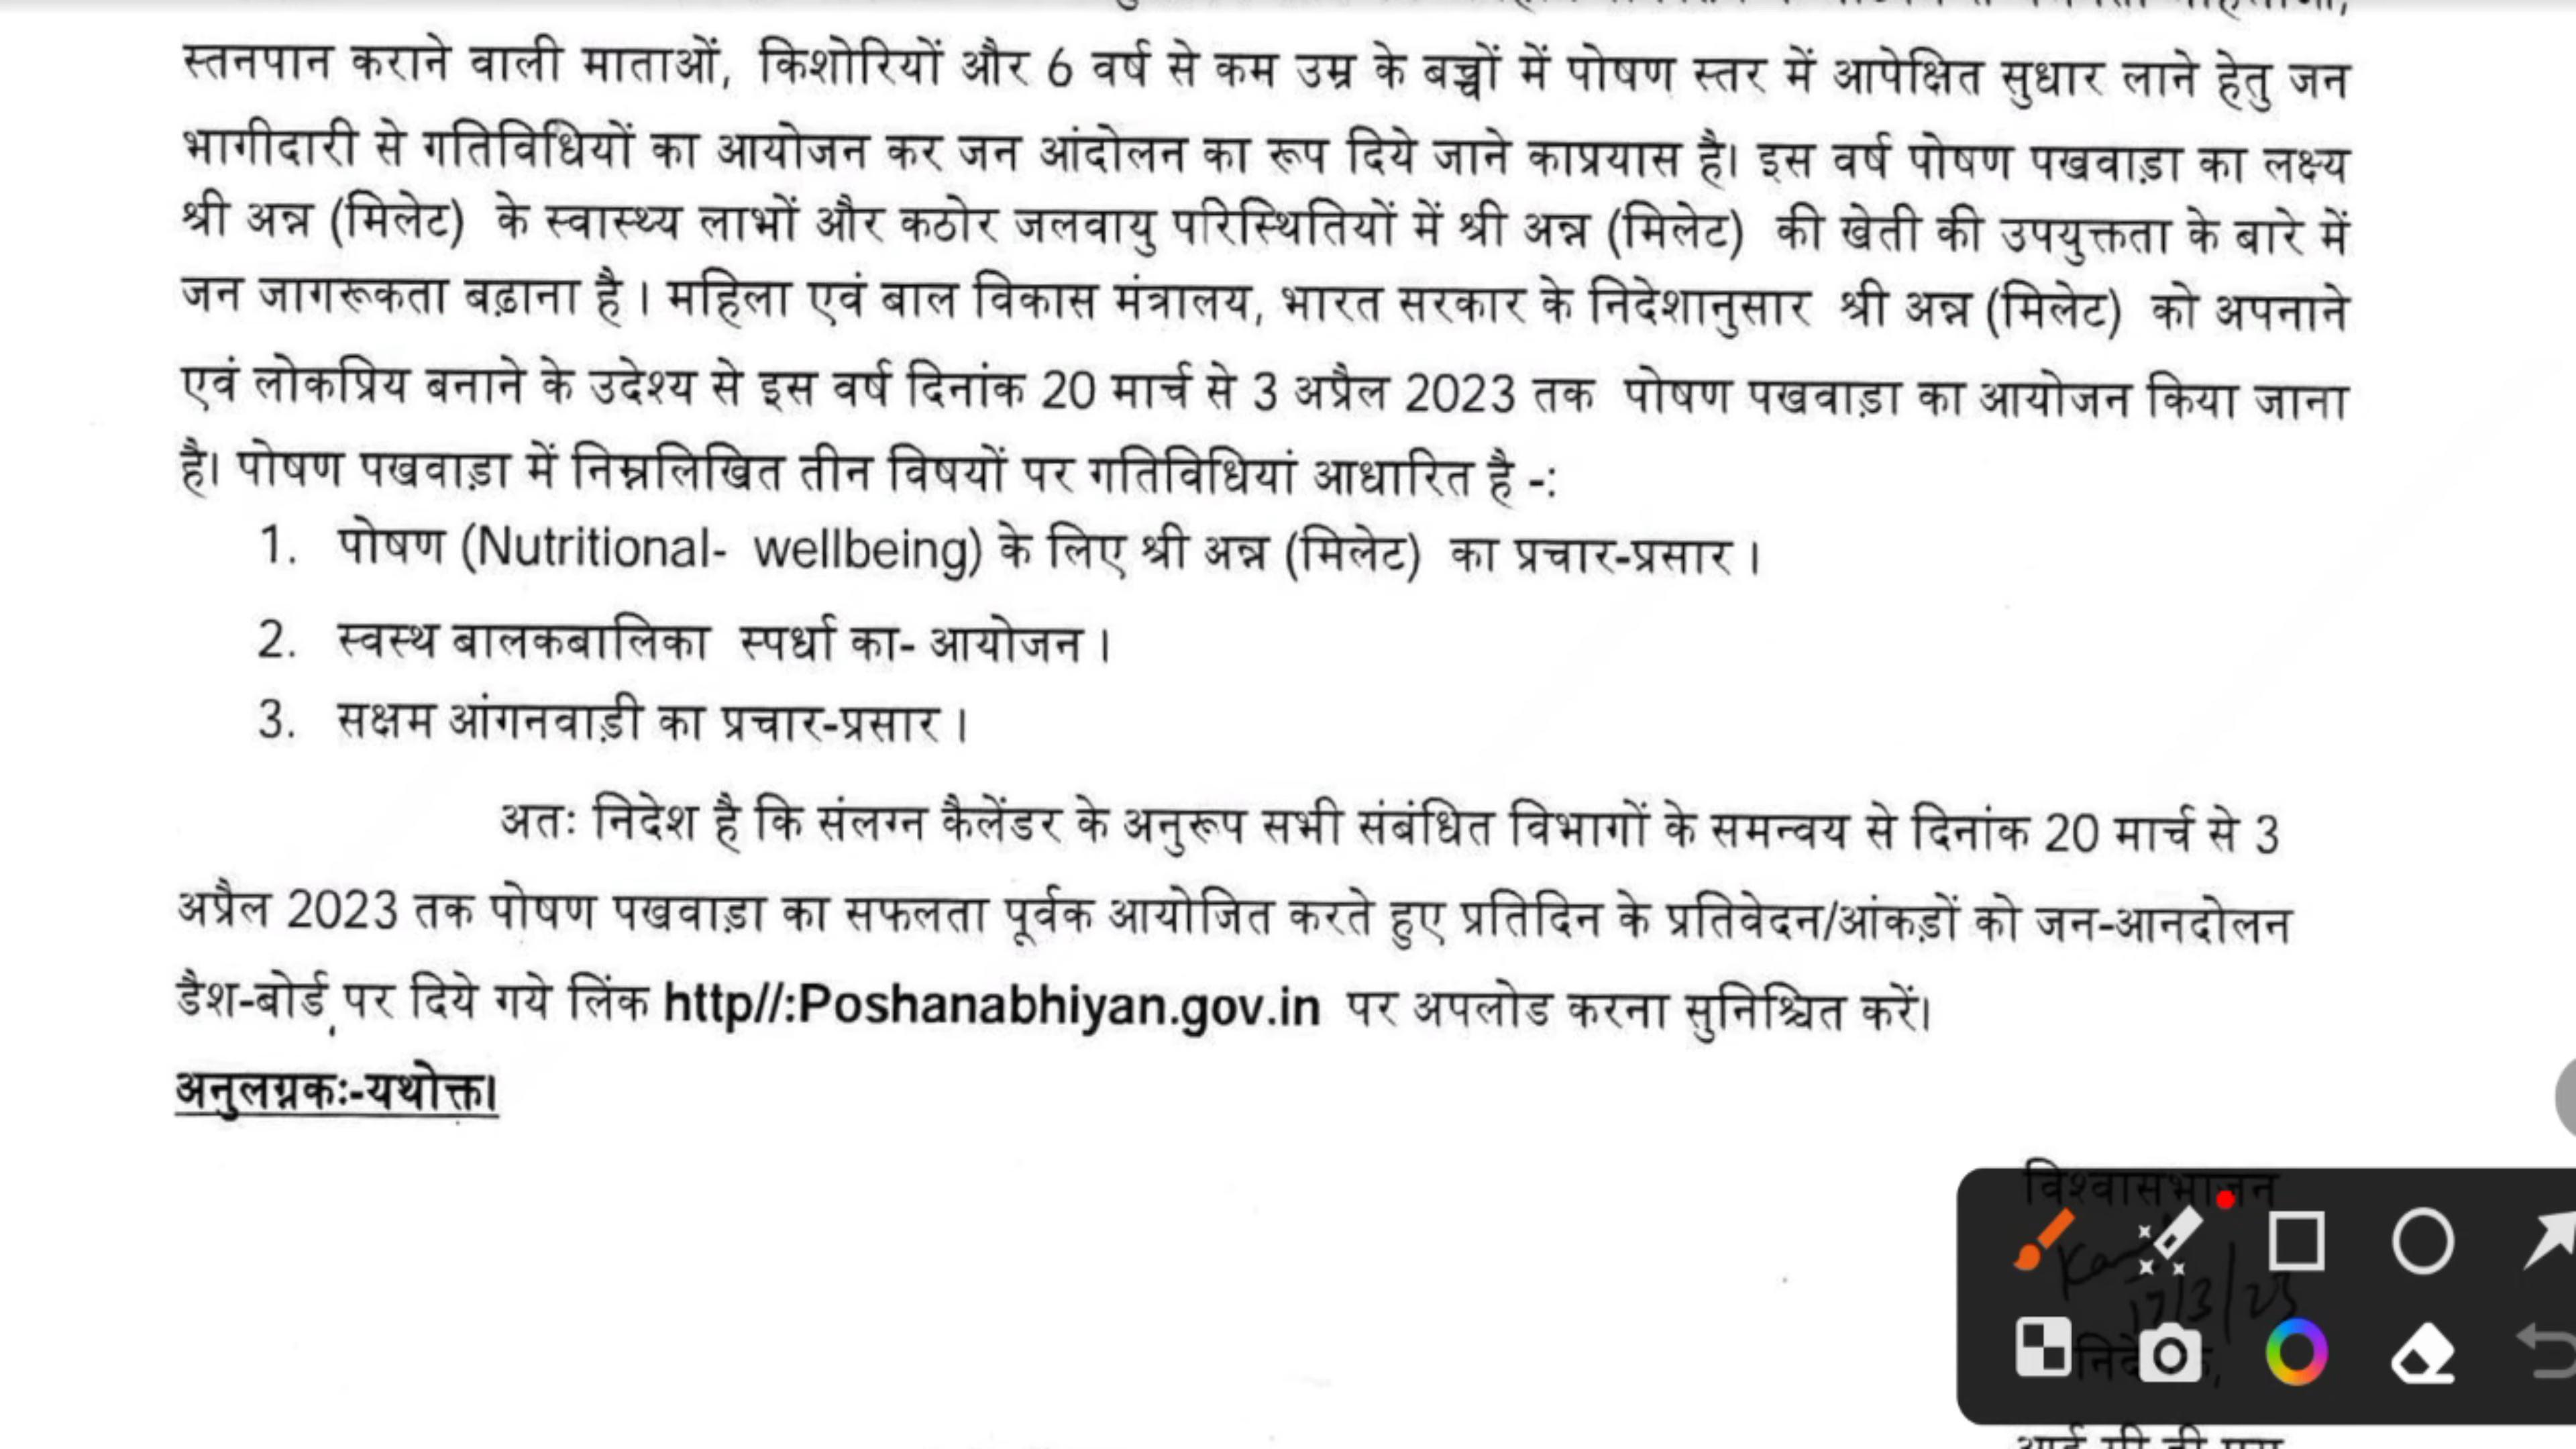 स्तनपान कराने वाली माताओं, किशोरियों और 6 वर्ष से कम उम्र के बच्चों में पोषण स्तर में आपेक्षित सुधार लाने हेतु जन
भागीदारी से गतिविधियों का आयोजन कर जन आंदोलन का रूप दिये जाने काप्रयास है। इस वर्ष पोषण पखवाड़ा का लक्ष्य
श्री अन्न (मिलेट) के स्वास्थ्य लाभों और कठोर जलवायु परिस्थितियों में श्री अन्न (मिलेट) की खेती की उपयुक्तता के बारे में
जन जागरूकता बढ़ाना है । महिला एवं बाल विकास मंत्रालय, भारत सरकार के निदेशानुसार श्री अन्न (मिलेट) को अपनाने
एवं लोकप्रिय बनाने के उदेश्य से इस वर्ष दिनांक 20 मार्च से 3 अप्रैल 2023 तक पोषण पखवाड़ा का आयोजन किया जाना
है। पोषण पखवाड़ा में निम्नलिखित तीन विषयों पर गतिविधियां आधारित है -:
1. पोषण (Nutritional- wellbeing) के लिए श्री अन्न (मिलेट) का प्रचार-प्रसार ।
2. स्वस्थ बालकबालिका स्पर्धा का- आयोजन ।
3. सक्षम आंगनवाड़ी का प्रचार-प्रसार ।
अतः निदेश है कि संलग्न कैलेंडर के अनुरूप सभी संबंधित विभागों के समन्वय से दिनांक 20 मार्च से 3
अप्रैल 2023 तक पोषण पखवाड़ा का सफलता पूर्वक आयोजित करते हुए प्रतिदिन के प्रतिवेदन/आंकड़ों को जन-आनदोलन
डैश-बोर्ड पर दिये गये लिंक http//:Poshanabhiyan.gov.in पर अपलोड करना सुनिश्चित करें।
अनुलग्नकः-यथोक्त।
विश्वासभाजन
17/3/23